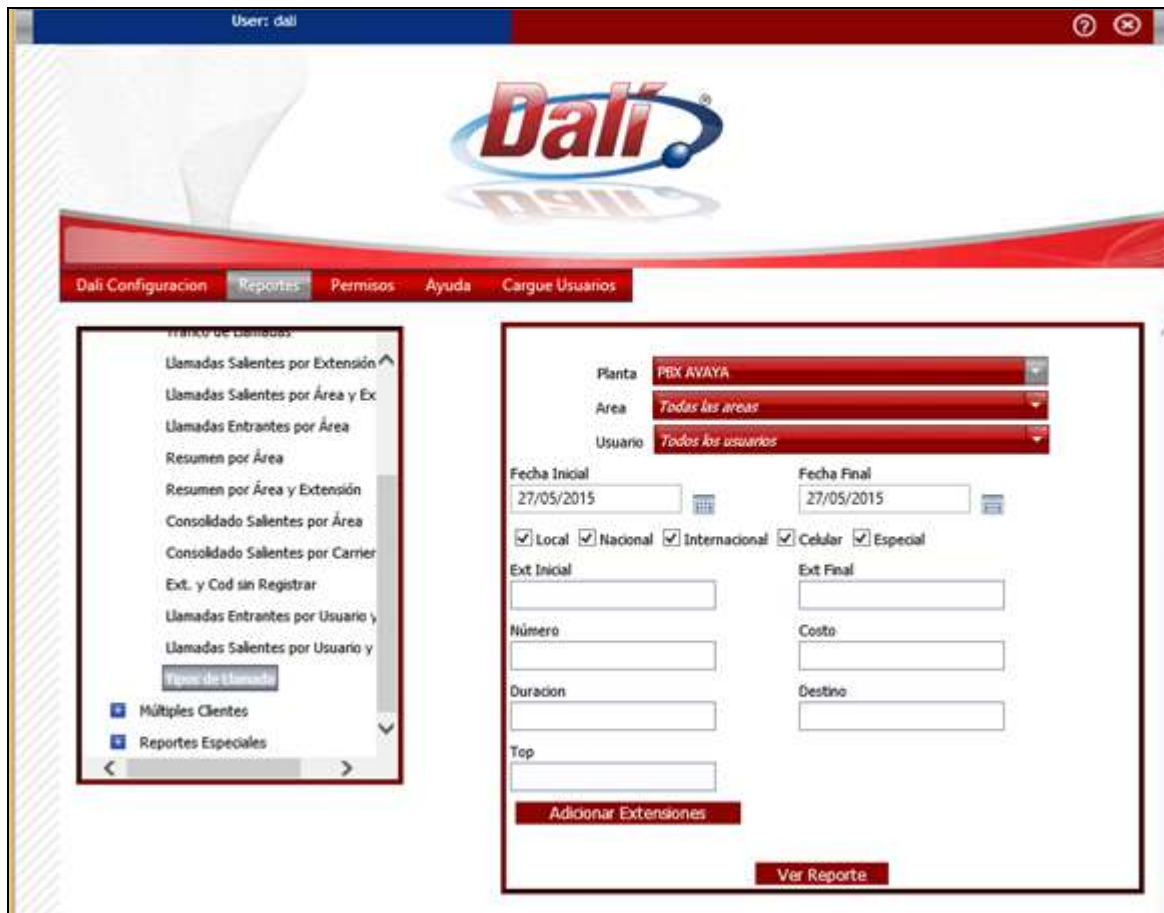 User: dali
Dalí®
Dali Configuracion Reportes Permisos Ayuda Cargue Usuarios
Trafico de Llamadas
Llamadas Salientes por Extensión
Llamadas Salientes por Área y Ex
Llamadas Entrantes por Área
Resumen por Área
Resumen por Área y Extensión
Consolidado Salientes por Área
Consolidado Salientes por Carrier
Ext. y Cod sin Registrar
Llamadas Entrantes por Usuario y
Llamadas Salientes por Usuario y
Tipos de Llamada
Múltiples Clientes
Reportes Especiales
Planta PBX AVAYA
Area Todas las areas
Usuario Todos los usuarios
Fecha Inicial Fecha Final
27/05/2015 27/05/2015
Local Nacional Internacional Celular Especial
Ext Inicial Ext Final
Número Costo
Duracion Destino
Top
Adicionar Extensiones
Ver Reporte